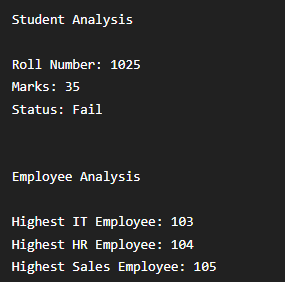 Student Analysis
Roll Number: 1025
Marks: 35
Status: Fail
Employee Analysis
Highest IT Employee: 103
Highest HR Employee: 104
Highest Sales Employee: 105